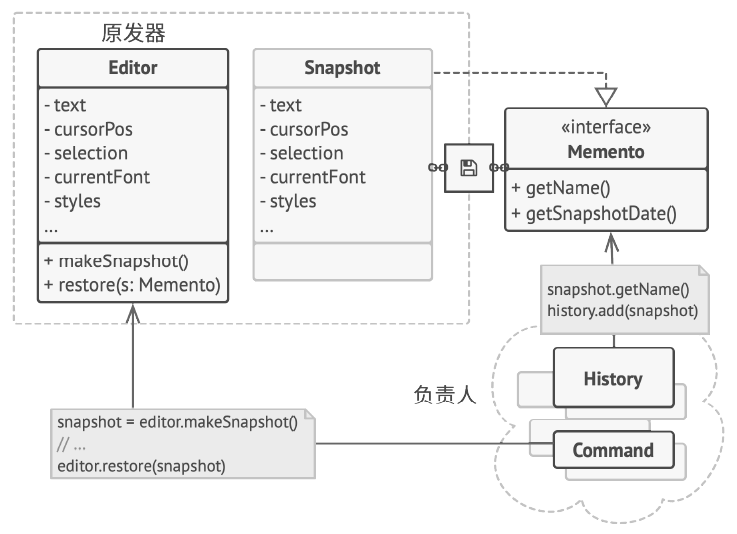 原发器
Editor
- text
- cursorPos
- selection
- currentFont
- styles
...
+ makeSnapshot()
+ restore(s: Memento)
Snapshot
- text
- cursorPos
- selection
- currentFont
- styles
...
«interface»
Memento
+ getName()
+ getSnapshotDate()
snapshot.getName()
history.add(snapshot)
负责人
History
Command
snapshot = editor.makeSnapshot()
// ...
editor.restore(snapshot)